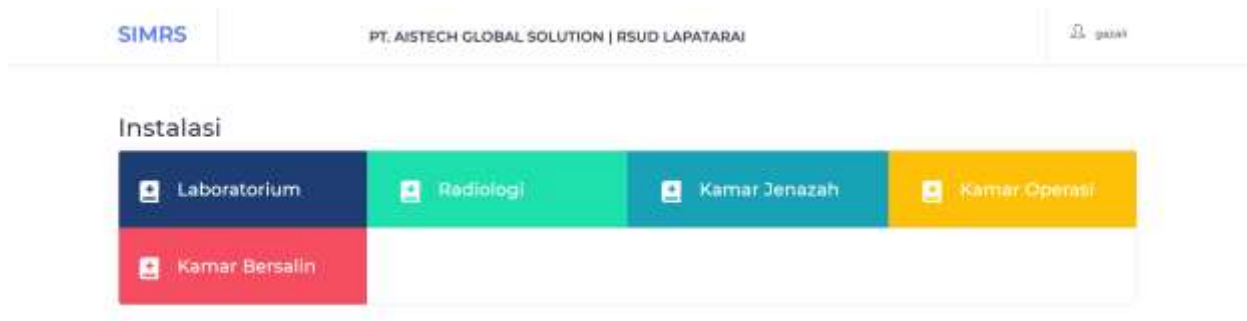 SIMRS PT. AISTECH GLOBAL SOLUTION | RSUD LAPATARAI
Instalasi
Laboratorium Radiologi Kamar Jenazah Kamar Operasi
Kamar Bersalin